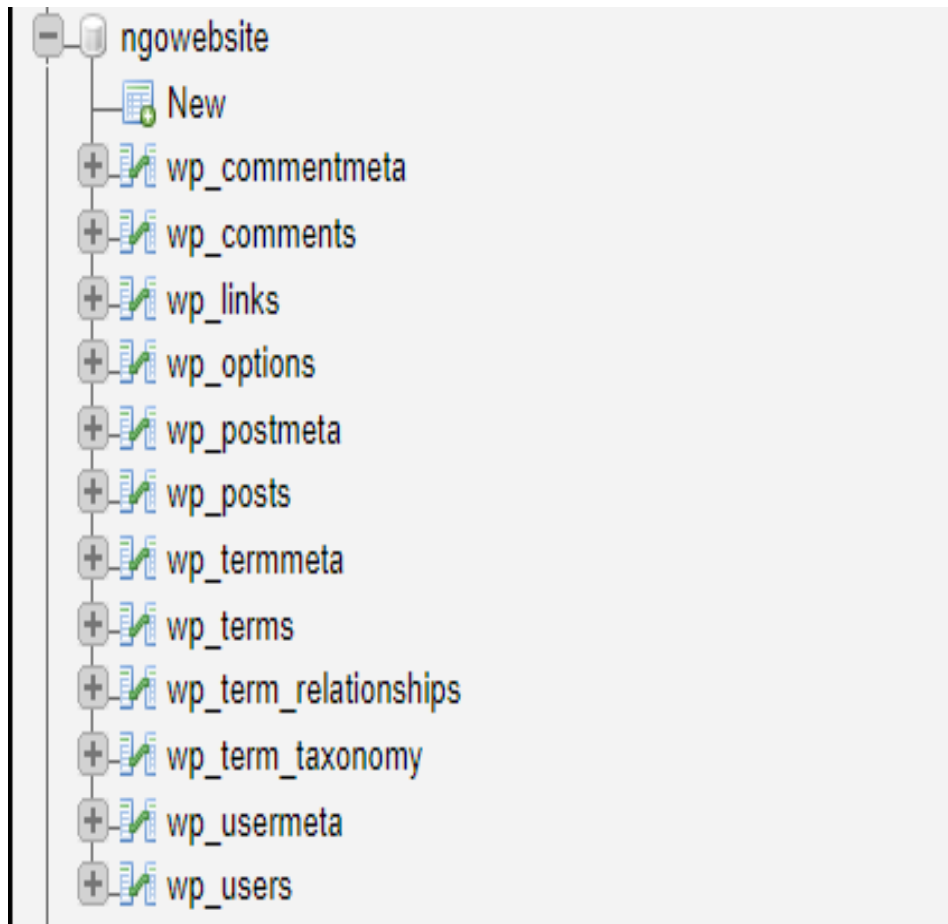 ngowebsite
New
wp_commentmeta
wp_comments
wp_links
wp_options
wp_postmeta
wp_posts
wp_termmeta
wp_terms
wp_term_relationships
wp_term_taxonomy
wp_usermeta
wp_users